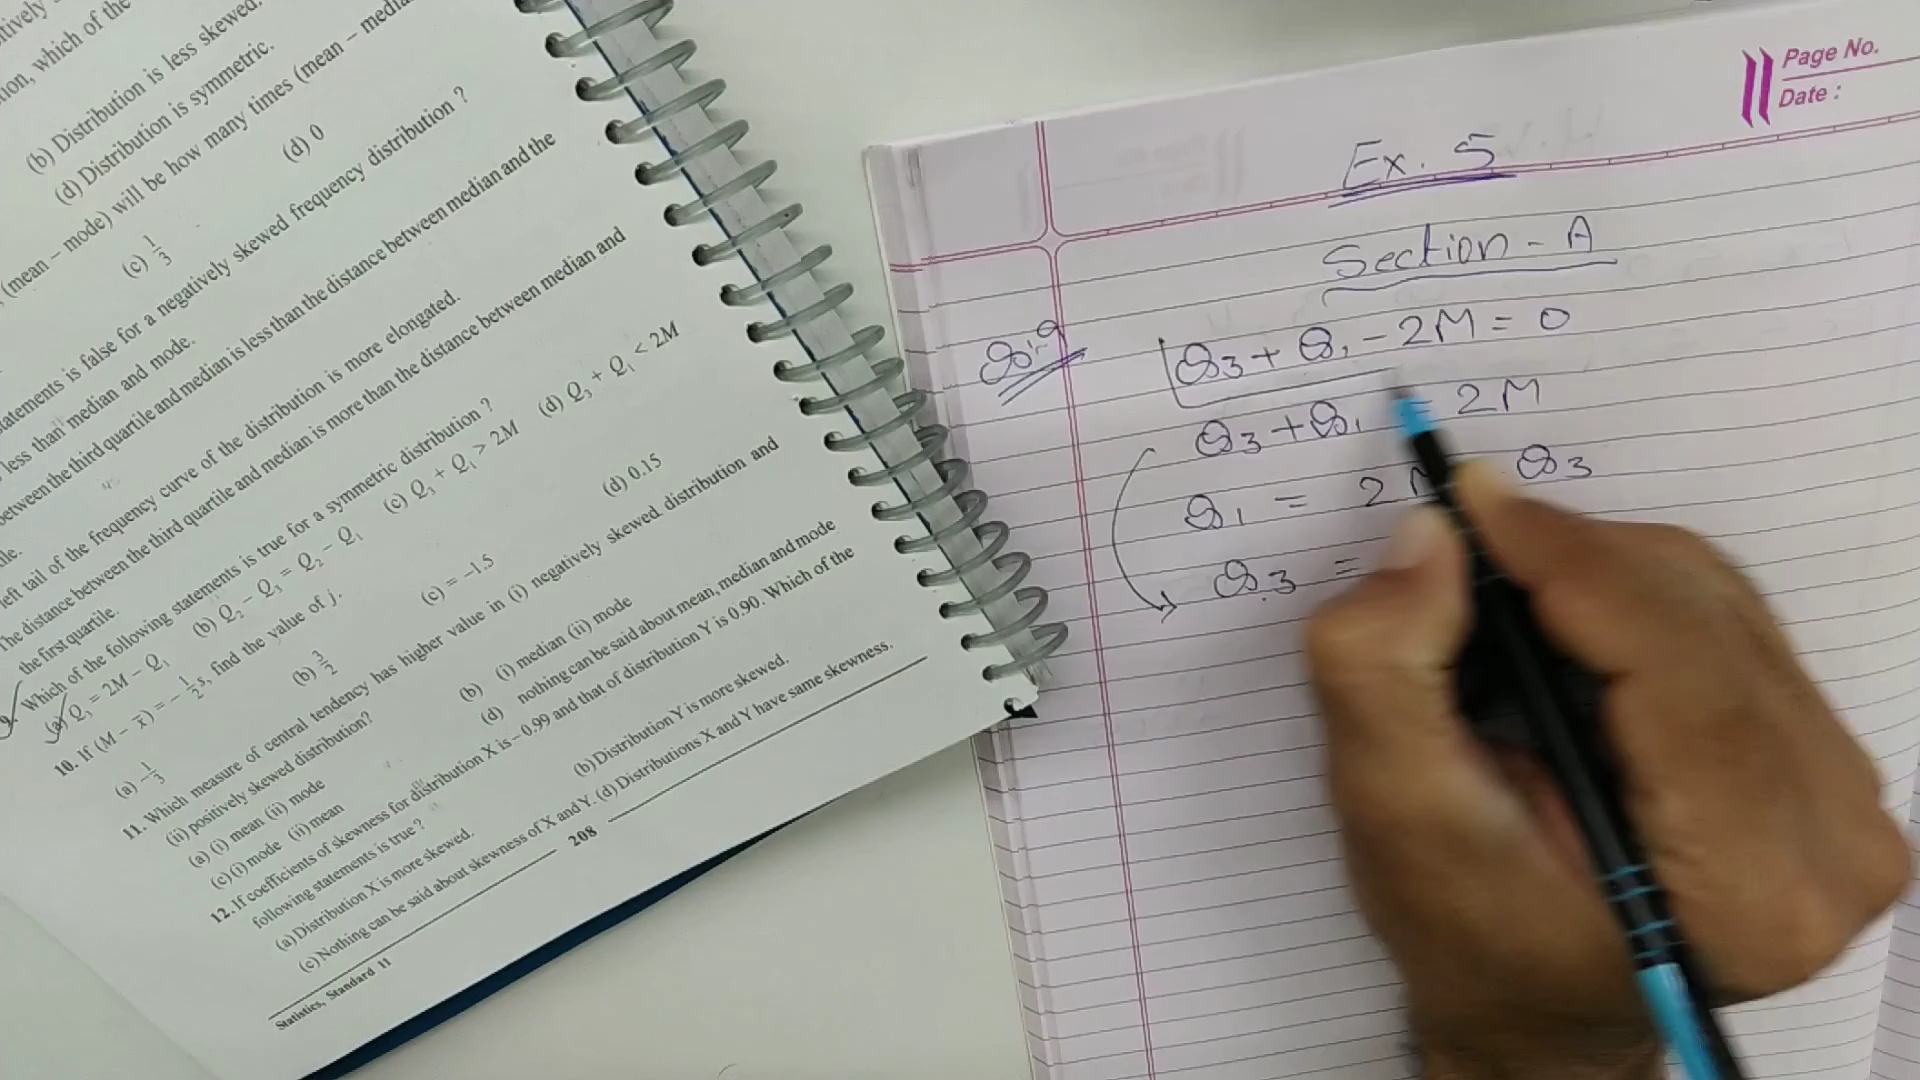 itively
tion, which of the
(b) Distribution is less skewed.
(d) Distribution is symmetric.
(mean – mode) will be how many times (mean – media
(c) 1/3 (d) 0
statements is false for a negatively skewed frequency distribution ?
less than median and mode.
between the third quartile and median is less than the distance between median and the
ile.
left tail of the frequency curve of the distribution is more elongated.
The distance between the third quartile and median is more than the distance between median and
the first quartile.
9. Which of the following statements is true for a symmetric distribution ?
(a) Q₃ = 2M – Q₁ (b) Q₂ – Q₃ = Q₂ – Q₁ (c) Q₃ + Q₁ > 2M (d) Q₃ + Q₁ < 2M
10. If (M – x̄) = – 1/2 s, find the value of j.
(a) -1/3 (b) 3/2 (c) = –1.5 (d) 0.15
11. Which measure of central tendency has higher value in (i) negatively skewed distribution and
(ii) positively skewed distribution?
(a) (i) mean (ii) mode (b) (i) median (ii) mode
(c) (i) mode (ii) mean (d) nothing can be said about mean, median and mode
12. If coefficients of skewness for distribution X is – 0.99 and that of distribution Y is 0.90. Which of the
following statements is true ?
(a) Distribution X is more skewed. (b) Distribution Y is more skewed.
(c) Nothing can be said about skewness of X and Y. (d) Distributions X and Y have same skewness.
208
Statistics, Standard 11
Page No.
Date :
Ex. 5
Section - A
Q:-9 Q3 + Q1 - 2M = 0
Q3 + Q1 = 2M
Q1 = 2 Q3
Q3 =